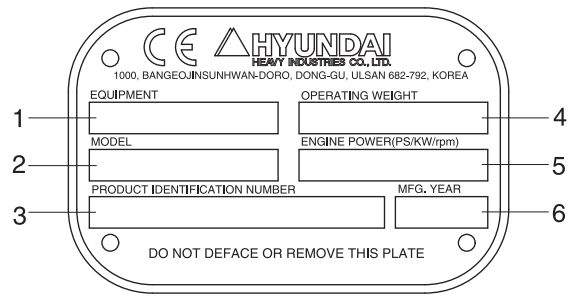 CE HYUNDAI
HEAVY INDUSTRIES CO., LTD.
1000, BANGEOJINSUNHWAN-DORO, DONG-GU, ULSAN 682-792, KOREA
EQUIPMENT OPERATING WEIGHT
1 4
MODEL ENGINE POWER(PS/KW/rpm)
2 5
PRODUCT IDENTIFICATION NUMBER MFG. YEAR
3 6
DO NOT DEFACE OR REMOVE THIS PLATE